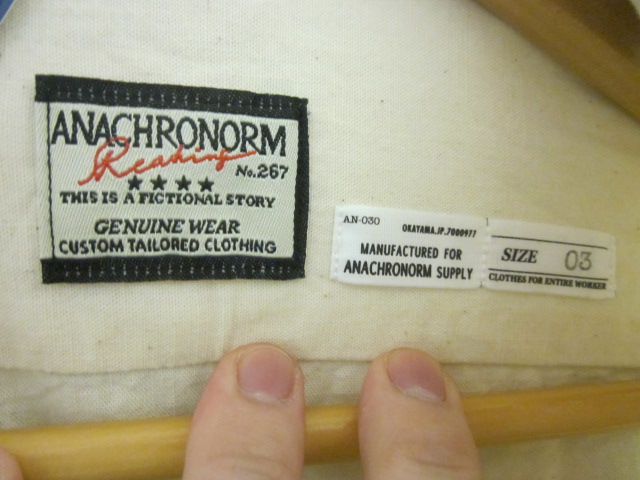 ANACHRONORM
Reading
No.267
★★★★
THIS IS A FICTIONAL STORY
GENUINE WEAR
CUSTOM TAILORED CLOTHING
AN-030
OKAYAMA.JP.7000977
MANUFACTURED FOR
ANACHRONORM SUPPLY
SIZE 03
CLOTHES FOR ENTIRE WORKER